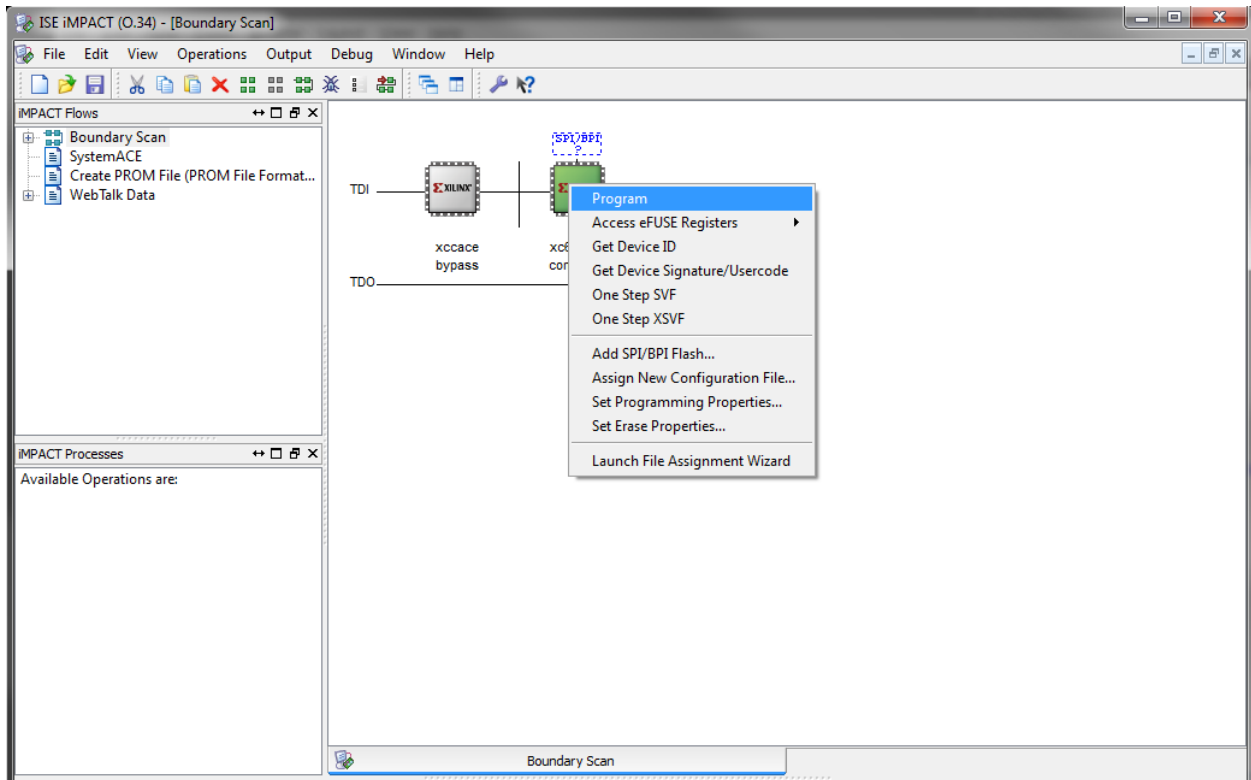 ISE iMPACT (O.34) - [Boundary Scan]
File Edit View Operations Output Debug Window Help
iMPACT Flows
Boundary Scan
SystemACE
Create PROM File (PROM File Format...
WebTalk Data
SPI/BPI
?
TDI
XILINX
xccace
bypass
TDO
Program
Access eFUSE Registers
Get Device ID
Get Device Signature/Usercode
One Step SVF
One Step XSVF
Add SPI/BPI Flash...
Assign New Configuration File...
Set Programming Properties...
Set Erase Properties...
Launch File Assignment Wizard
iMPACT Processes
Available Operations are:
Boundary Scan